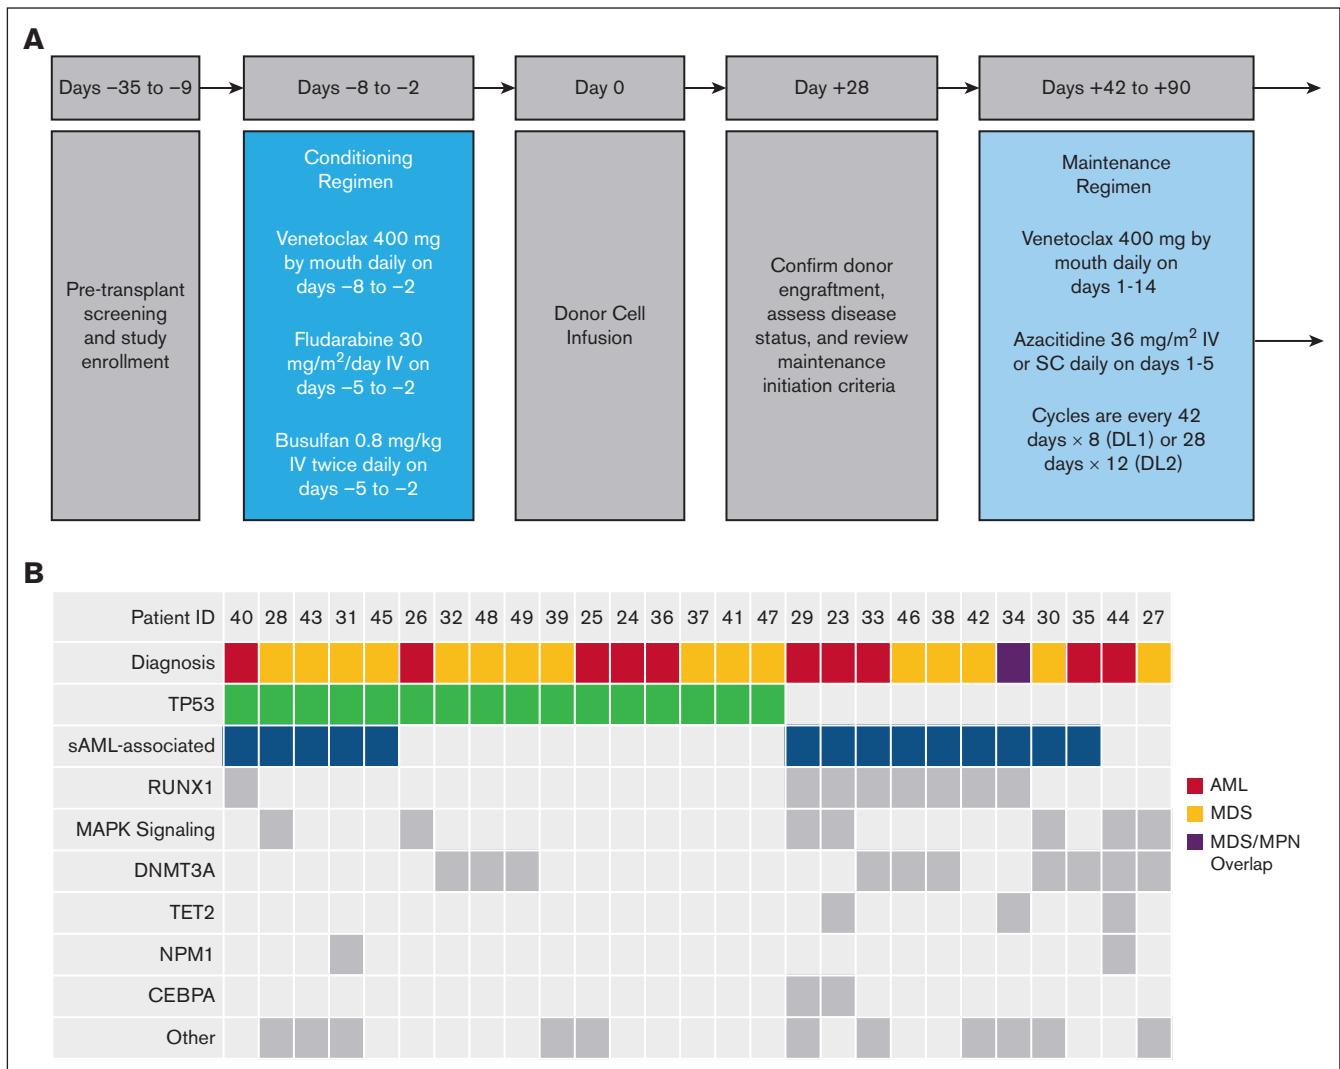 A
Days −35 to −9
Days −8 to −2
Day 0
Day +28
Days +42 to +90
Pre-transplant
screening
and study
enrollment
Conditioning
Regimen
Venetoclax 400 mg
by mouth daily on
days −8 to −2
Fludarabine 30
mg/m²/day IV on
days −5 to −2
Busulfan 0.8 mg/kg
IV twice daily on
days −5 to −2
Donor Cell
Infusion
Confirm donor
engraftment,
assess disease
status, and review
maintenance
initiation criteria
Maintenance
Regimen
Venetoclax 400 mg by
mouth daily on
days 1-14
Azacitidine 36 mg/m² IV
or SC daily on days 1-5
Cycles are every 42
days × 8 (DL1) or 28
days × 12 (DL2)
B
Patient ID 40 28 43 31 45 26 32 48 49 39 25 24 36 37 41 47 29 23 33 46 38 42 34 30 35 44 27
Diagnosis
TP53
sAML-associated
RUNX1
MAPK Signaling
DNMT3A
TET2
NPM1
CEBPA
Other
AML
MDS
MDS/MPN
Overlap